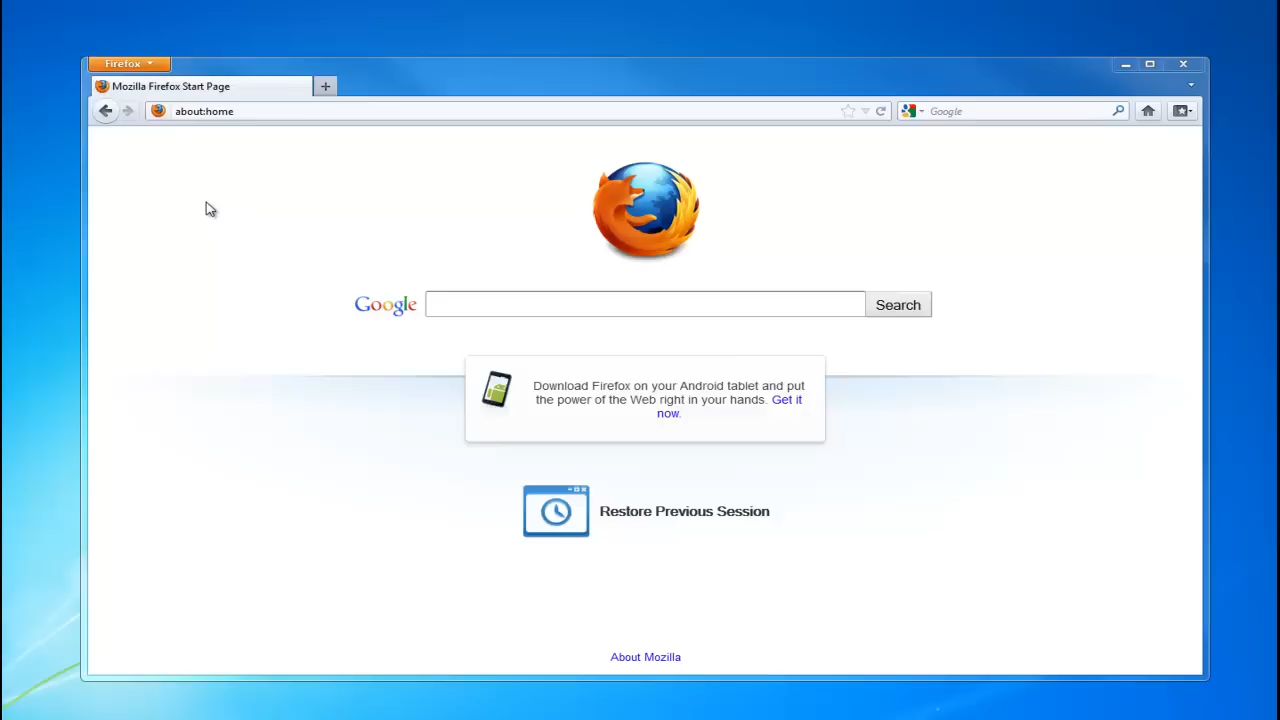 Firefox
Mozilla Firefox Start Page
about:home
Google
Google
Search
Download Firefox on your Android tablet and put
the power of the Web right in your hands. Get it
now.
Restore Previous Session
About Mozilla